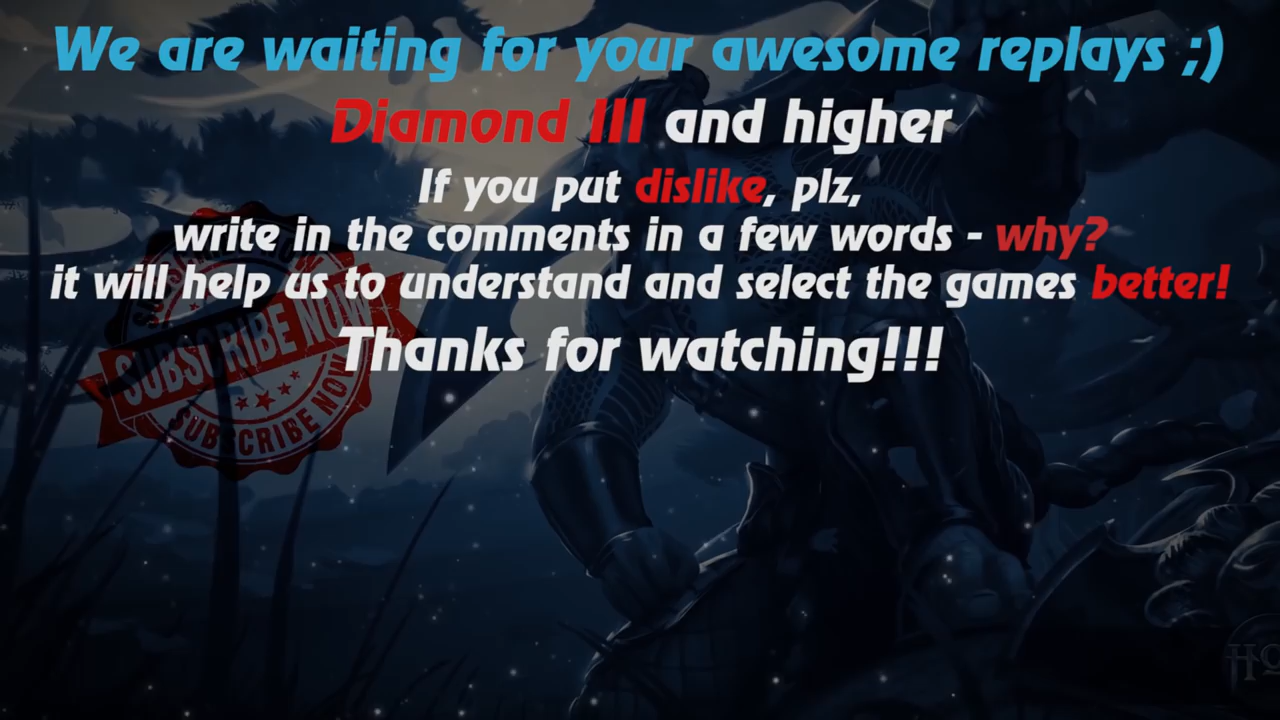 We are waiting for your awesome replays ;)
Diamond III and higher
If you put dislike, plz,
write in the comments in a few words - why?
it will help us to understand and select the games better!
SUBSCRIBE NOW
Thanks for watching!!!
SUBSCRIBE NOW